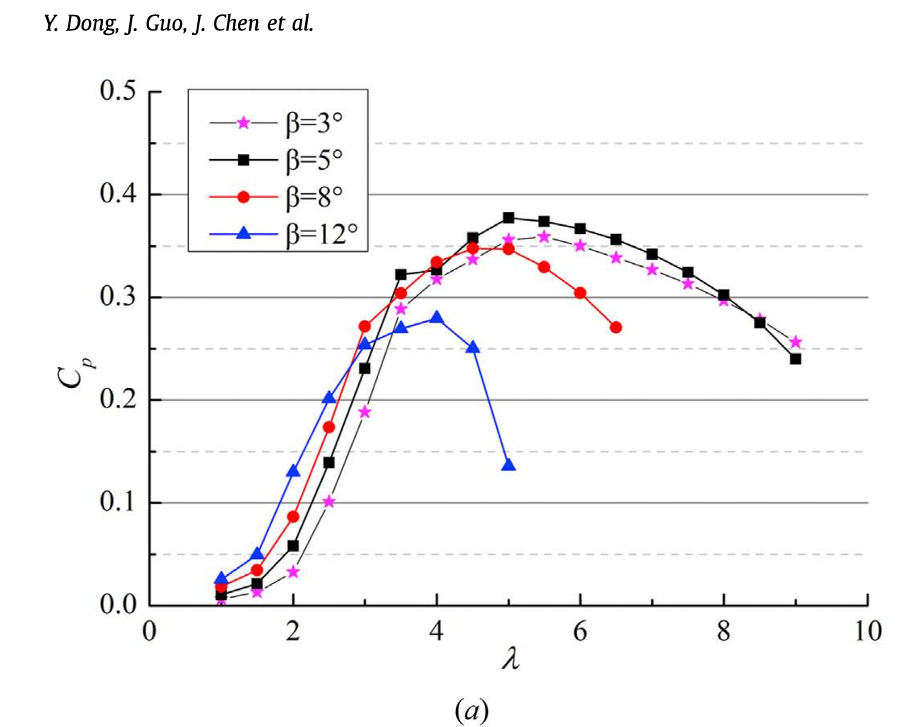 Y. Dong, J. Guo, J. Chen et al.
0.5
β=3°
β=5°
0.4
β=8°
β=12°
0.3
Cp
0.2
0.1
0.0
0 2 4 6 8 10
λ
(a)